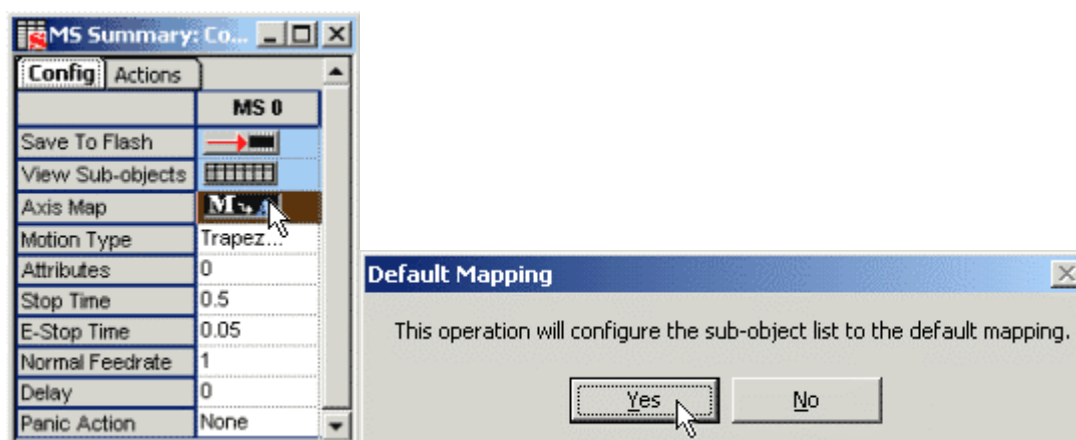 MS Summary: Co...
Config Actions
MS 0
Save To Flash
View Sub-objects
Axis Map M
Motion Type Trapez...
Attributes 0
Stop Time 0.5
E-Stop Time 0.05
Normal Feedrate 1
Delay 0
Panic Action None
Default Mapping
This operation will configure the sub-object list to the default mapping.
Yes No